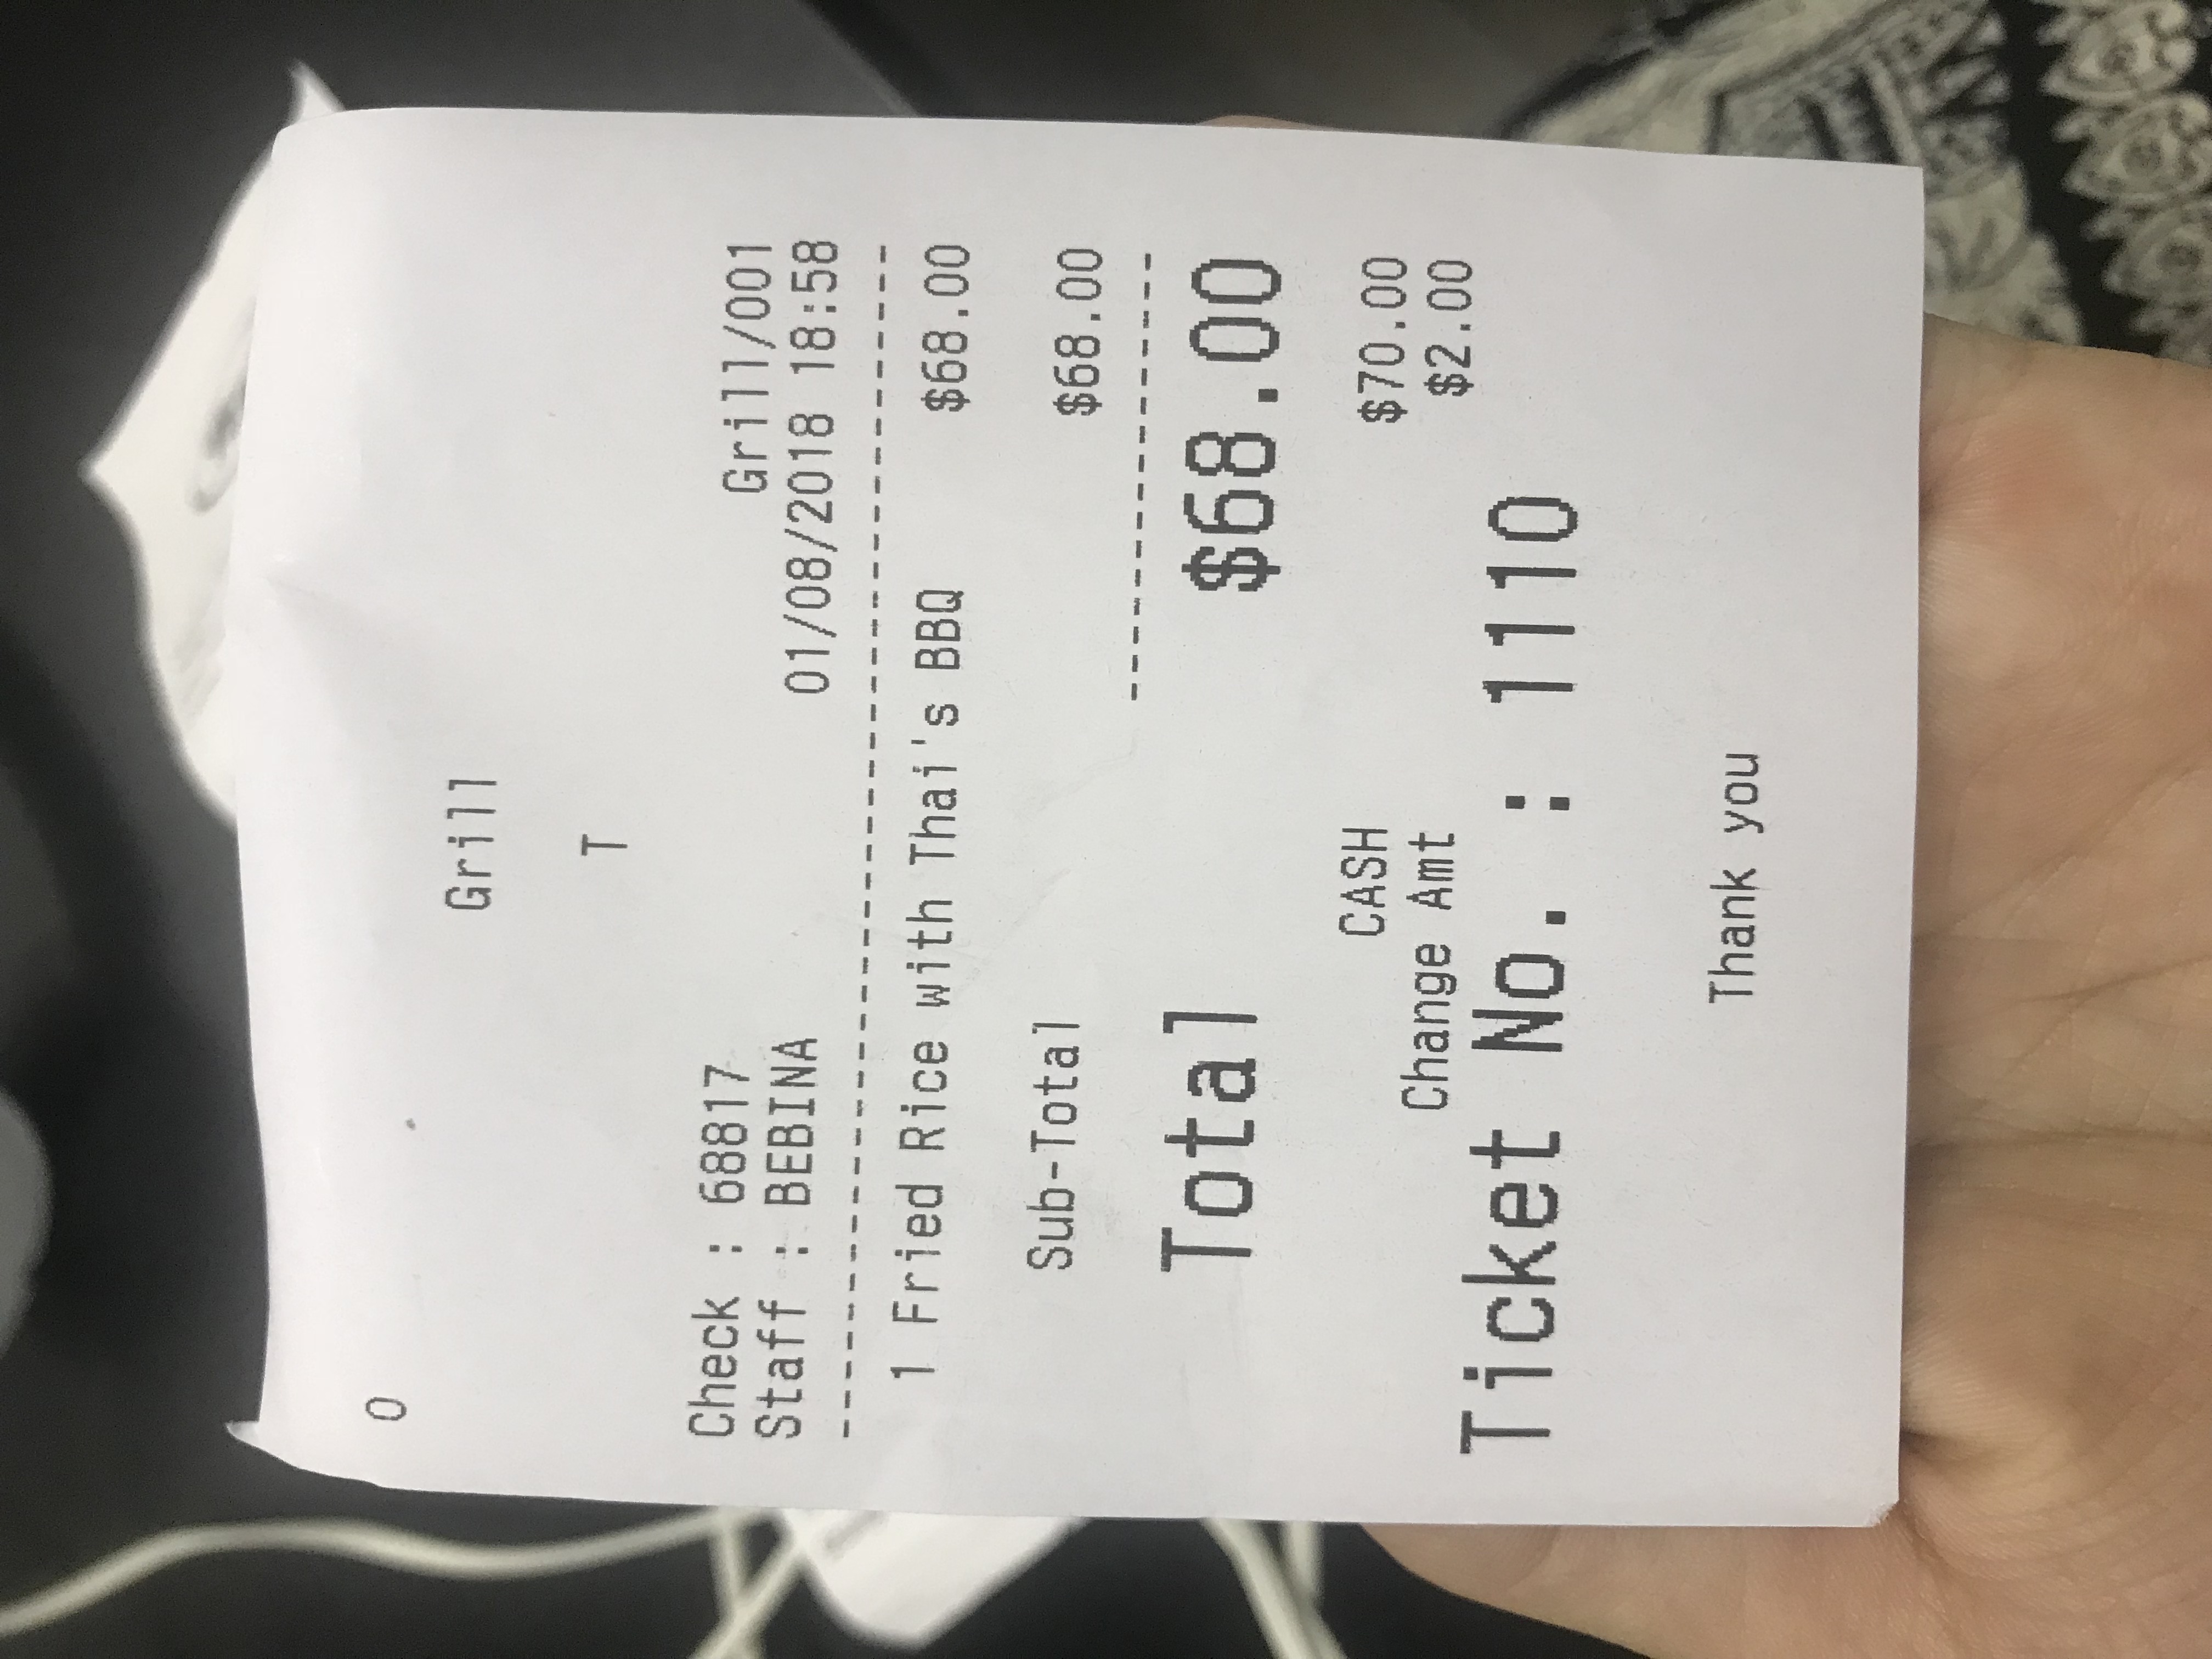 0
Grill
T
Check : 68817
Grill/001
Staff : BEBINA
01/08/2018 18:58
1 Fried Rice with Thai's BBQ $68.00
Sub-Total $68.00
Total $68.00
CASH $70.00
Change Amt $2.00
Ticket No. : 1110
Thank you